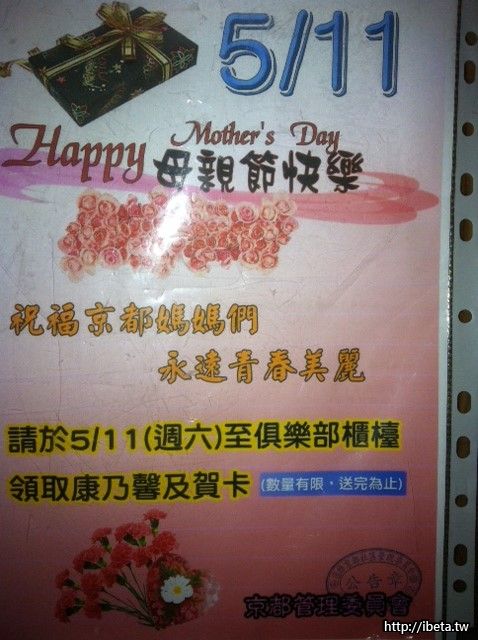 5/11
Happy Mother's Day
母親節快樂
祝福京都媽媽們
永遠青春美麗
請於5/11(週六)至俱樂部櫃檯
領取康乃馨及賀卡 (數量有限，送完為止)
公告章
京都管理委員會
http://ibeta.tw